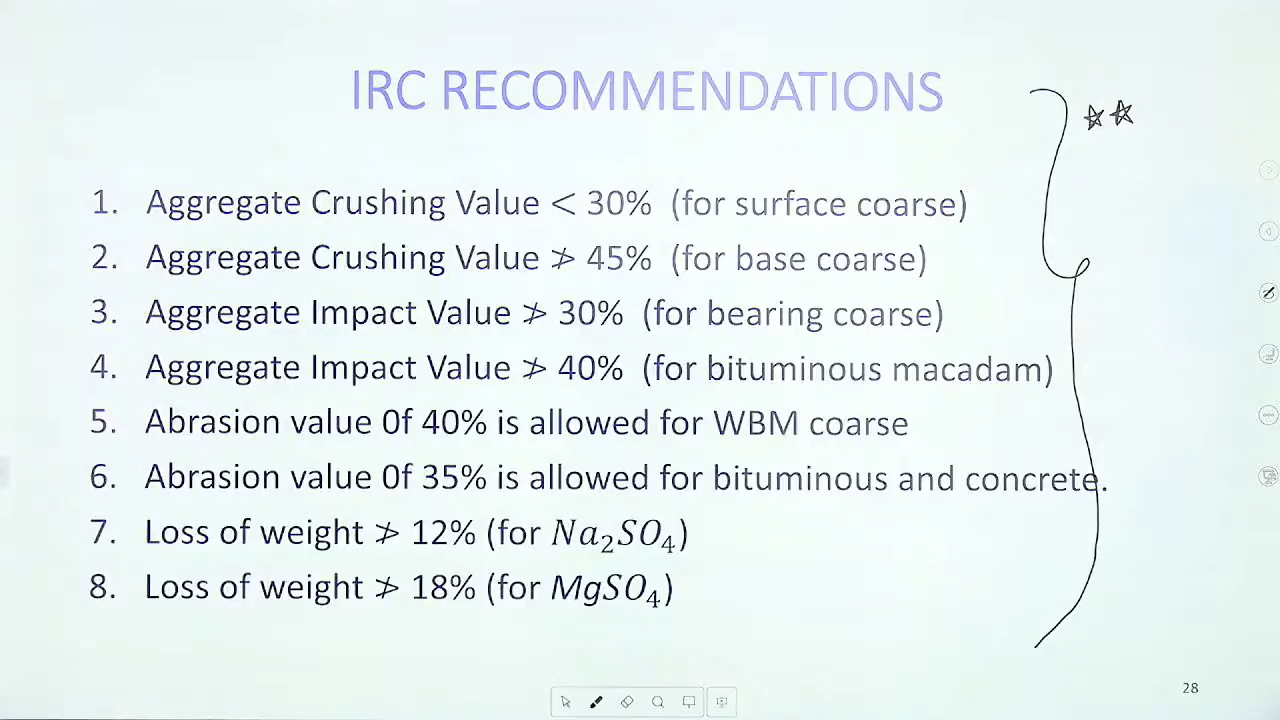 IRC RECOMMENDATIONS
1. Aggregate Crushing Value < 30% (for surface coarse)
2. Aggregate Crushing Value ≯ 45% (for base coarse)
3. Aggregate Impact Value ≯ 30% (for bearing coarse)
4. Aggregate Impact Value ≯ 40% (for bituminous macadam)
5. Abrasion value 0f 40% is allowed for WBM coarse
6. Abrasion value 0f 35% is allowed for bituminous and concrete.
7. Loss of weight ≯ 12% (for Na₂SO₄)
8. Loss of weight ≯ 18% (for MgSO₄)
28